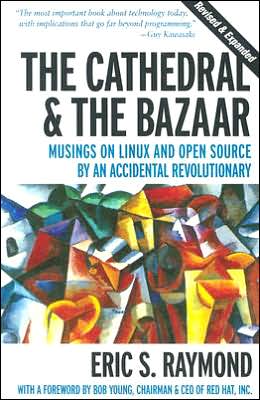 "The most important book about technology today,
with implications that go far beyond programming."
—Guy Kawasaki
Revised & Expanded
THE CATHEDRAL
& THE BAZAAR
MUSINGS ON LINUX AND OPEN SOURCE
BY AN ACCIDENTAL REVOLUTIONARY
ERIC S. RAYMOND
WITH A FOREWORD BY BOB YOUNG, CHAIRMAN & CEO OF RED HAT, INC.